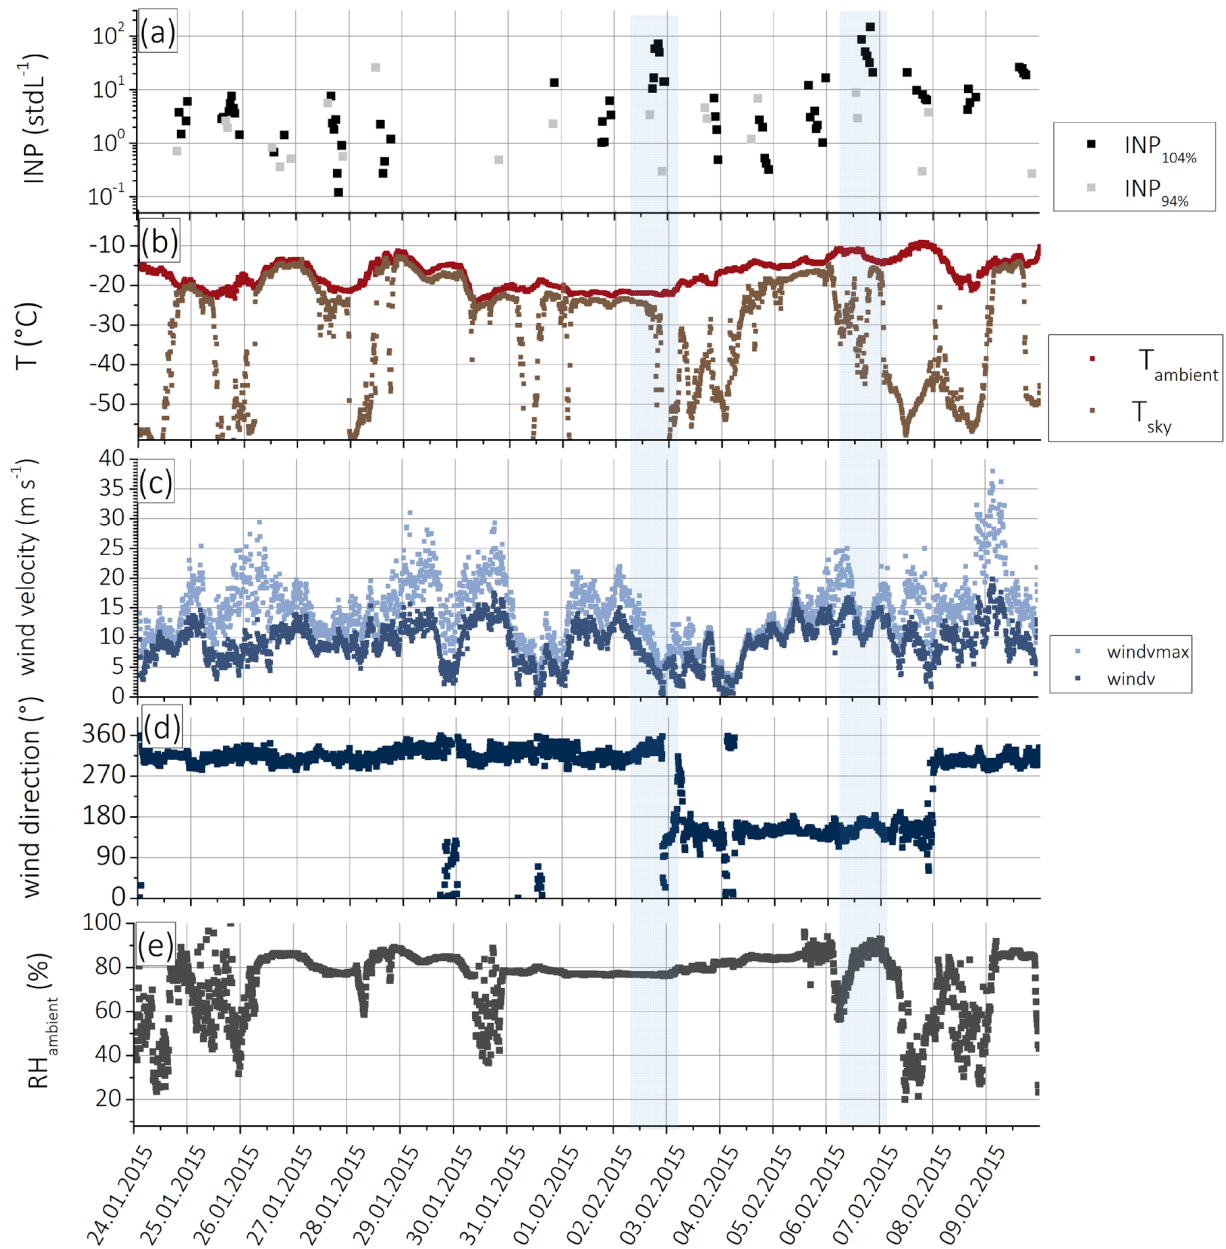 (a)
INP (stdL⁻¹)
10²
10¹
10⁰
10⁻¹
INP104%
INP94%
(b)
T (°C)
-10
-20
-30
-40
-50
Tambient
Tsky
(c)
wind velocity (m s⁻¹)
40
35
30
25
20
15
10
5
0
windvmax
windv
(d)
wind direction (°)
360
270
180
90
0
(e)
RHambient (%)
100
80
60
40
20
24.01.2015
25.01.2015
26.01.2015
27.01.2015
28.01.2015
29.01.2015
30.01.2015
31.01.2015
01.02.2015
02.02.2015
03.02.2015
04.02.2015
05.02.2015
06.02.2015
07.02.2015
08.02.2015
09.02.2015